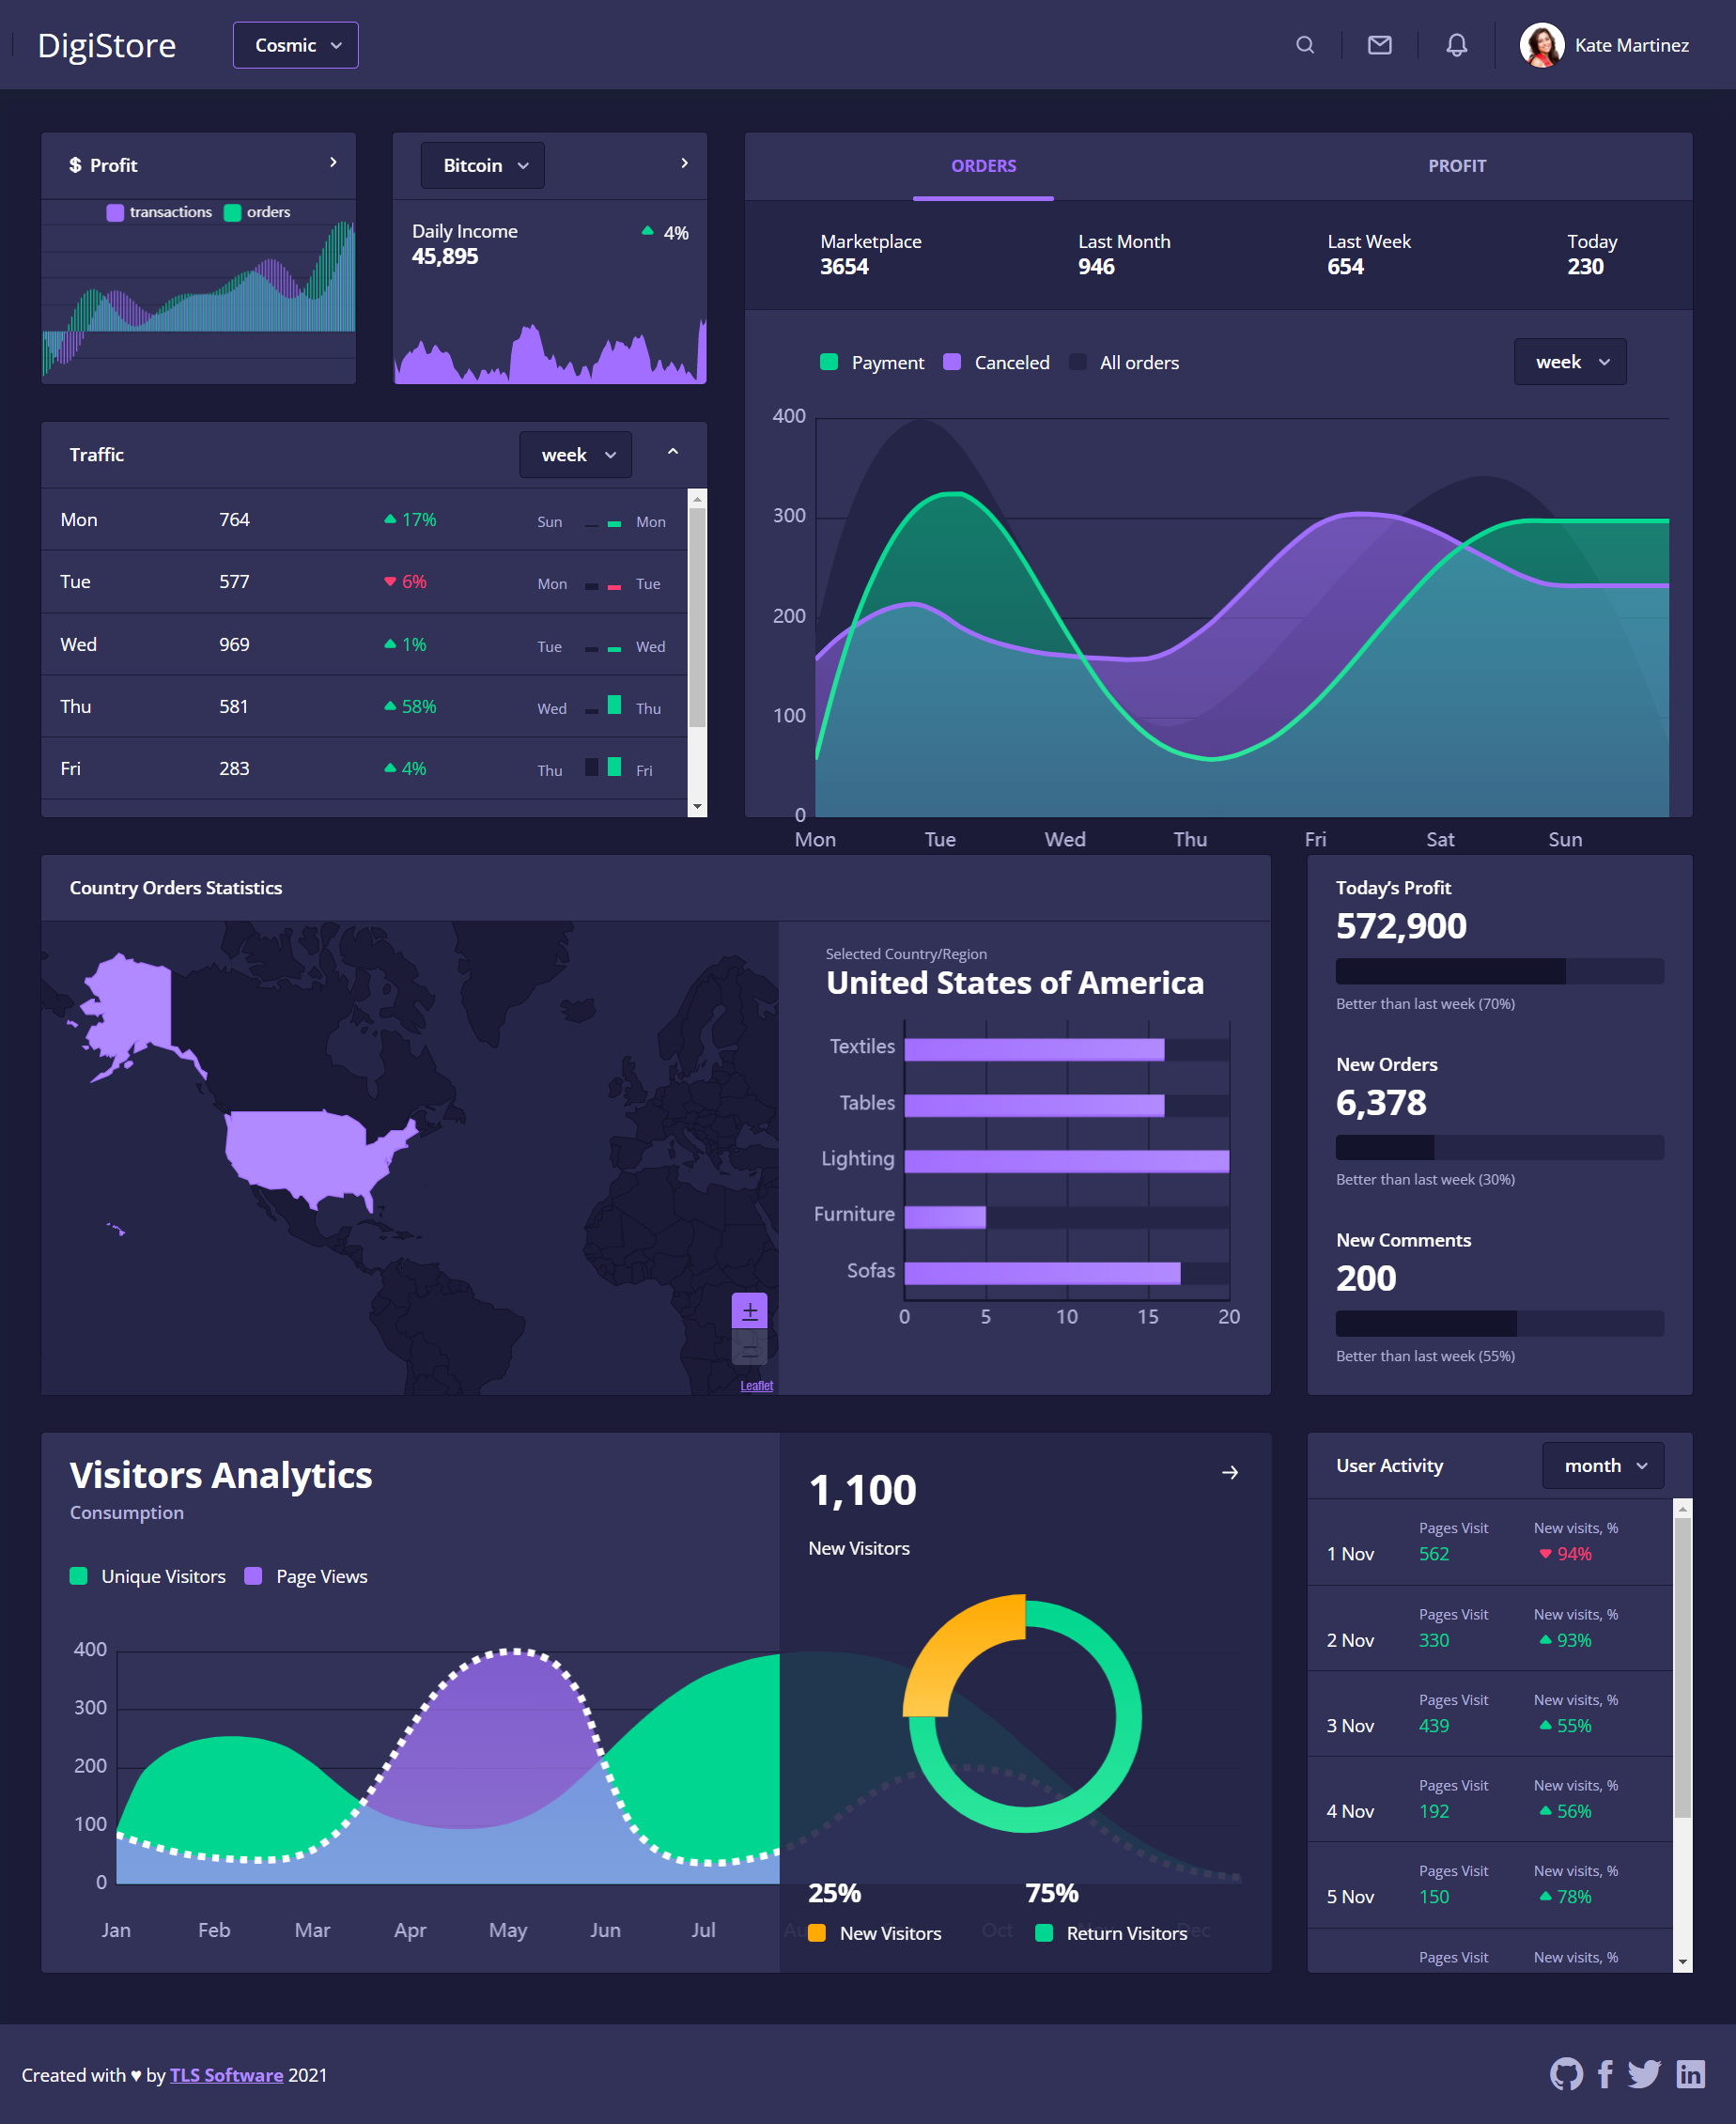 DigiStore
Cosmic
Kate Martinez
$ Profit
transactions orders
Bitcoin
Daily Income
45,895
4%
ORDERS PROFIT
Marketplace Last Month Last Week Today
3654 946 654 230
Payment Canceled All orders
week
400
300
200
100
0
Mon Tue Wed Thu Fri Sat Sun
Traffic week
Mon 764 17% Sun Mon
Tue 577 6% Mon Tue
Wed 969 1% Tue Wed
Thu 581 58% Wed Thu
Fri 283 4% Thu Fri
Country Orders Statistics
Selected Country/Region
United States of America
Textiles
Tables
Lighting
Furniture
Sofas
0 5 10 15 20
+
−
Leaflet
Today's Profit
572,900
Better than last week (70%)
New Orders
6,378
Better than last week (30%)
New Comments
200
Better than last week (55%)
Visitors Analytics
Consumption
Unique Visitors Page Views
400
300
200
100
0
Jan Feb Mar Apr May Jun Jul Oct Dec
1,100
New Visitors
25% 75%
New Visitors Return Visitors
User Activity month
Pages Visit New visits, %
1 Nov 562 94%
Pages Visit New visits, %
2 Nov 330 93%
Pages Visit New visits, %
3 Nov 439 55%
Pages Visit New visits, %
4 Nov 192 56%
Pages Visit New visits, %
5 Nov 150 78%
Pages Visit New visits, %
Created with ♥ by TLS Software 2021